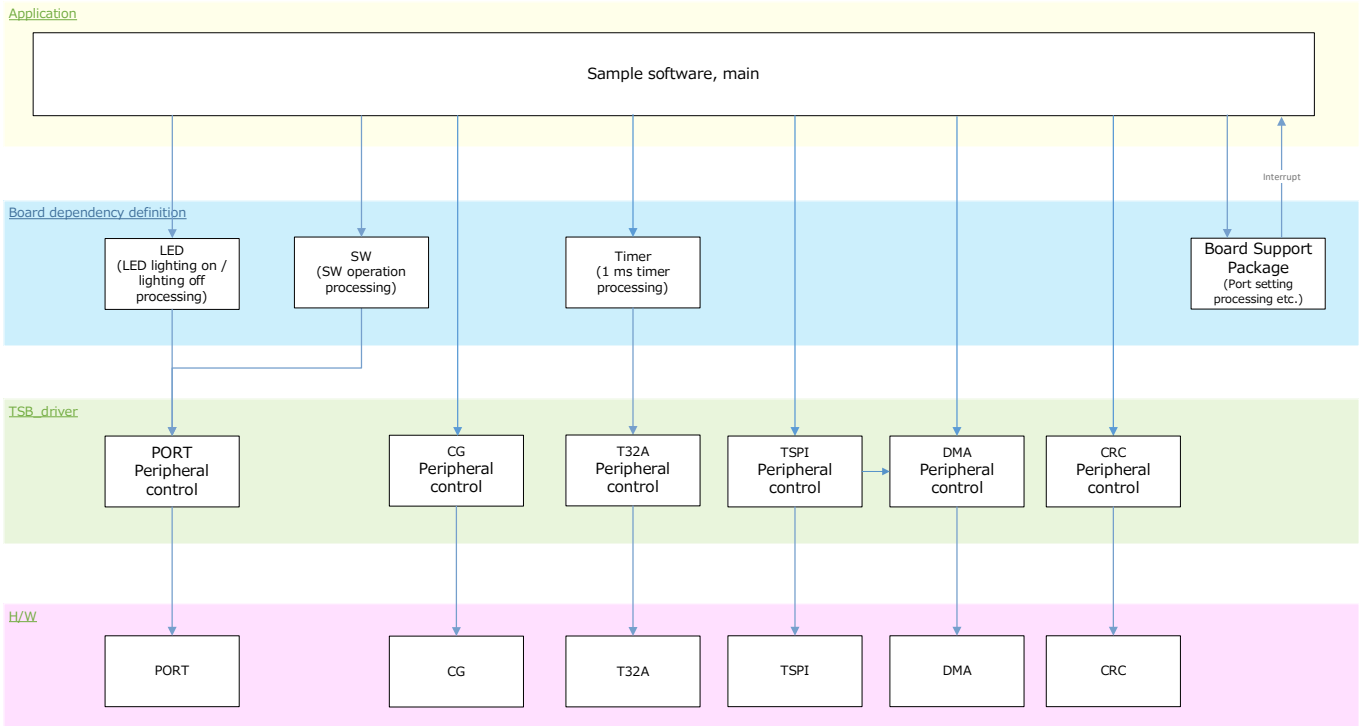 Application
Sample software, main
Interrupt
Board dependency definition
LED
(LED lighting on /
lighting off
processing)
SW
(SW operation
processing)
Timer
(1 ms timer
processing)
Board Support
Package
(Port setting
processing etc.)
TSB_driver
PORT
Peripheral
control
CG
Peripheral
control
T32A
Peripheral
control
TSPI
Peripheral
control
DMA
Peripheral
control
CRC
Peripheral
control
H/W
PORT
CG
T32A
TSPI
DMA
CRC